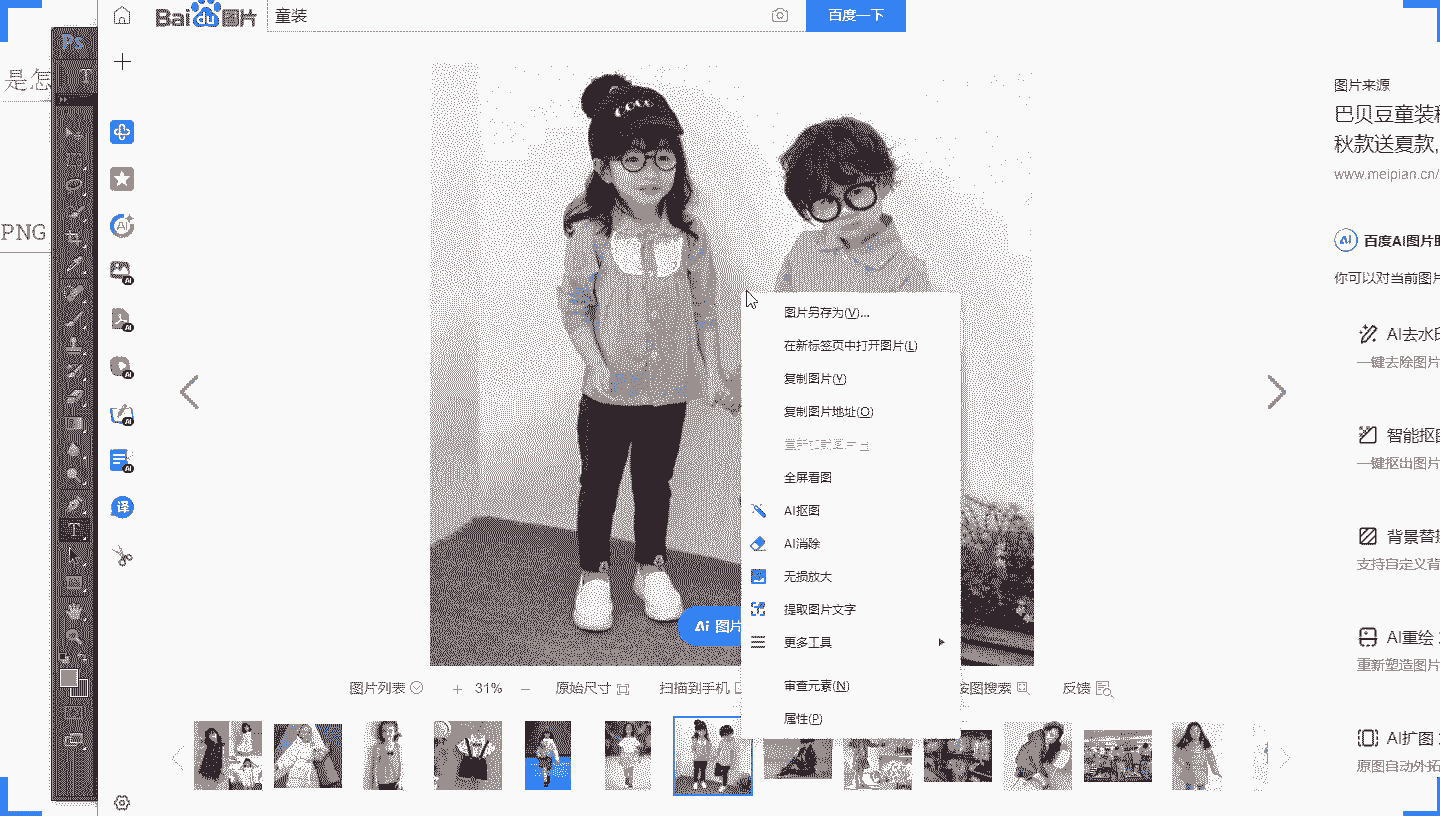 Bai du 图片
童装
百度一下
Ps
是怎
T
PNG
图片来源
巴贝豆童装
秋款送夏款,
www.meipian.cn/
Ai 百度AI图片
你可以对当前图片
AI去水印
一键去除图片
智能抠图
一键抠出图片
背景替
支持自定义背
AI重绘
重新塑造图片
AI扩图
原图自动外拓
图片另存为(V)...
在新标签页中打开图片(L)
复制图片(Y)
复制图片地址(O)
全屏看图
AI抠图
AI消除
无损放大
提取图片文字
更多工具
审查元素(N)
属性(P)
Ai 图片
图片列表
31%
原始尺寸
扫描到手机
按图搜索
反馈
译